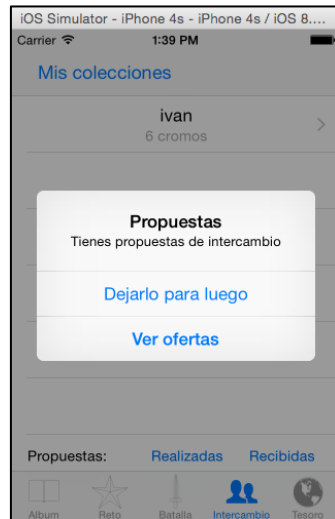 iOS Simulator - iPhone 4s - iPhone 4s / iOS 8....
Carrier 1:39 PM
Mis colecciones
ivan
6 cromos
Propuestas
Tienes propuestas de intercambio
Dejarlo para luego
Ver ofertas
Propuestas: Realizadas Recibidas
Album Reto Batalla Intercambio Tesoro